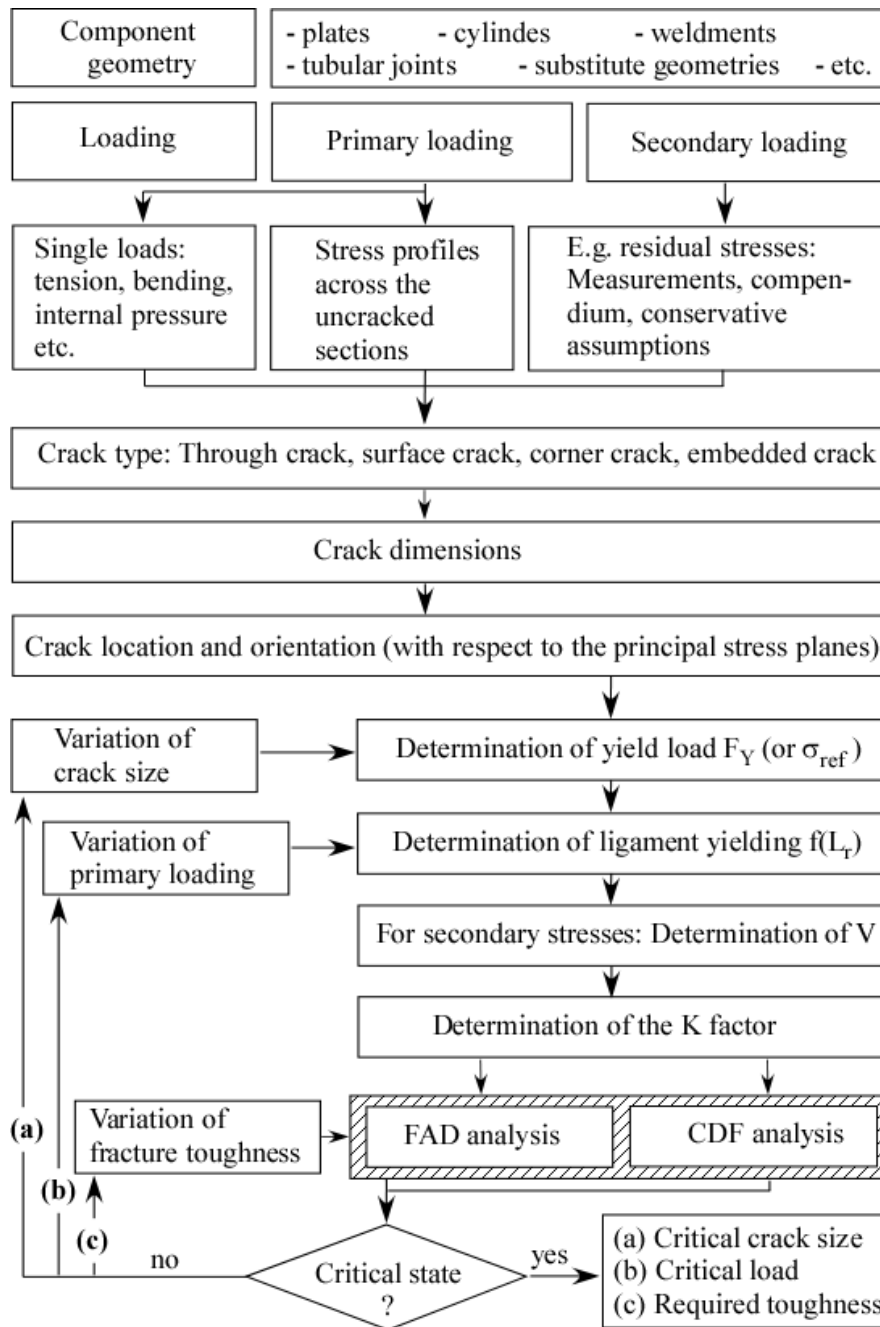 Component
geometry
- plates - cylindes - weldments
- tubular joints - substitute geometries - etc.
Loading
Primary loading
Secondary loading
Single loads:
tension, bending,
internal pressure
etc.
Stress profiles
across the
uncracked
sections
E.g. residual stresses:
Measurements, compen-
dium, conservative
assumptions
Crack type: Through crack, surface crack, corner crack, embedded crack
Crack dimensions
Crack location and orientation (with respect to the principal stress planes)
Variation of
crack size
Determination of yield load F_Y (or σ_ref)
Variation of
primary loading
Determination of ligament yielding f(L_r)
For secondary stresses: Determination of V
Determination of the K factor
Variation of
fracture toughness
FAD analysis
CDF analysis
(a)
(b)
(c)
no
Critical state
?
yes
(a) Critical crack size
(b) Critical load
(c) Required toughness